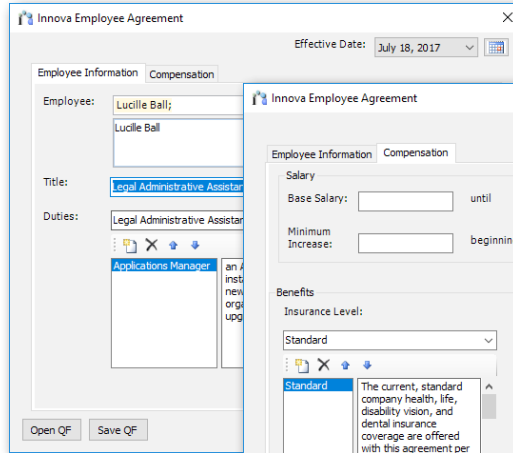 Innova Employee Agreement
Effective Date: July 18, 2017
Employee Information Compensation
Employee: Lucille Ball;
Lucille Ball
Title: Legal Administrative Assistan
Duties: Legal Administrative Assistan
Applications Manager
an A
insta
new
orga
upg
Open QF Save QF
Innova Employee Agreement
Employee Information Compensation
Salary
Base Salary: until
Minimum
Increase: beginnin
Benefits
Insurance Level:
Standard
Standard
The current, standard
company health, life,
disability vision, and
dental insurance
coverage are offered
with this agreement per